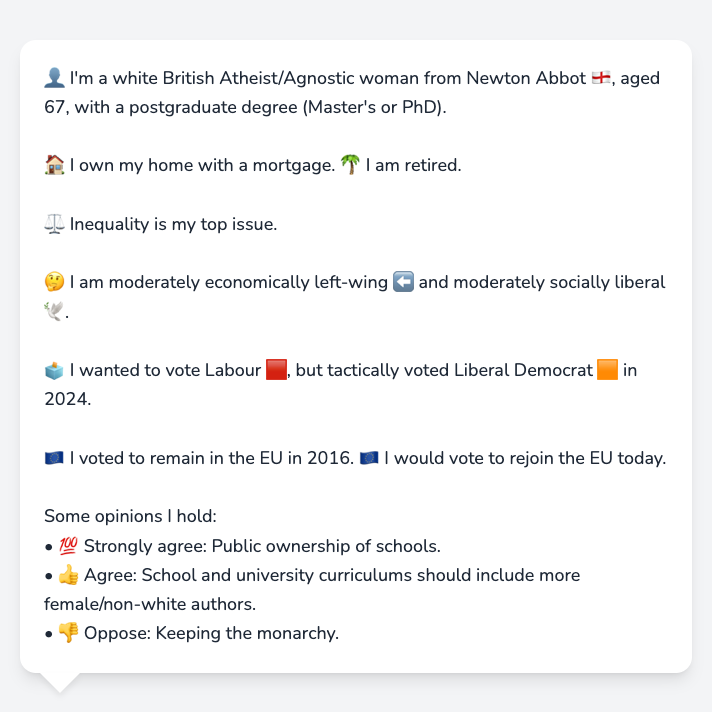 👤 I'm a white British Atheist/Agnostic woman from Newton Abbot 🏴󠁧󠁢󠁥󠁮󠁧󠁿, aged
67, with a postgraduate degree (Master's or PhD).
🏠 I own my home with a mortgage. 🌴 I am retired.
⚖️ Inequality is my top issue.
🤔 I am moderately economically left-wing ⬅️ and moderately socially liberal
🕊️.
🗳️ I wanted to vote Labour 🟥, but tactically voted Liberal Democrat 🟧 in
2024.
🇪🇺 I voted to remain in the EU in 2016. 🇪🇺 I would vote to rejoin the EU today.
Some opinions I hold:
• 💯 Strongly agree: Public ownership of schools.
• 👍 Agree: School and university curriculums should include more
female/non-white authors.
• 👎 Oppose: Keeping the monarchy.